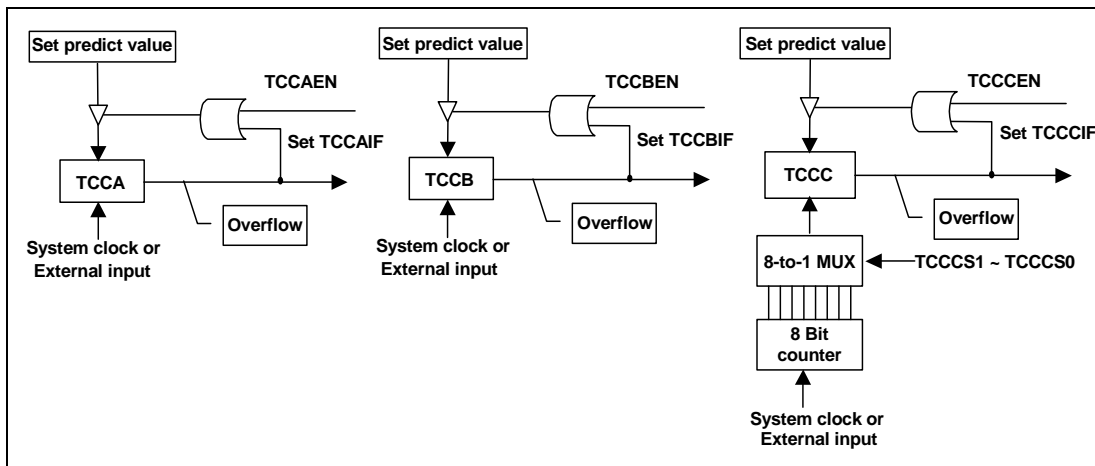 Set predict value
TCCAEN
Set TCCAIF
TCCA
Overflow
System clock or
External input
Set predict value
TCCBEN
Set TCCBIF
TCCB
Overflow
System clock or
External input
Set predict value
TCCCEN
Set TCCCIF
TCCC
Overflow
8-to-1 MUX
TCCCS1 ~ TCCCS0
8 Bit
counter
System clock or
External input